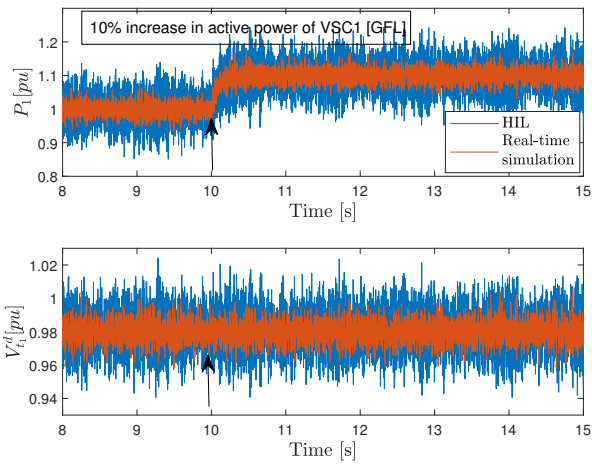 10% increase in active power of VSC1 [GFL]
1.2
1.1
1
0.9
0.8
P₁[pu]
HIL
Real-time
simulation
8 9 10 11 12 13 14 15
Time [s]
1.02
1
0.98
0.96
0.94
V^d_{t₁}[pu]
8 9 10 11 12 13 14 15
Time [s]